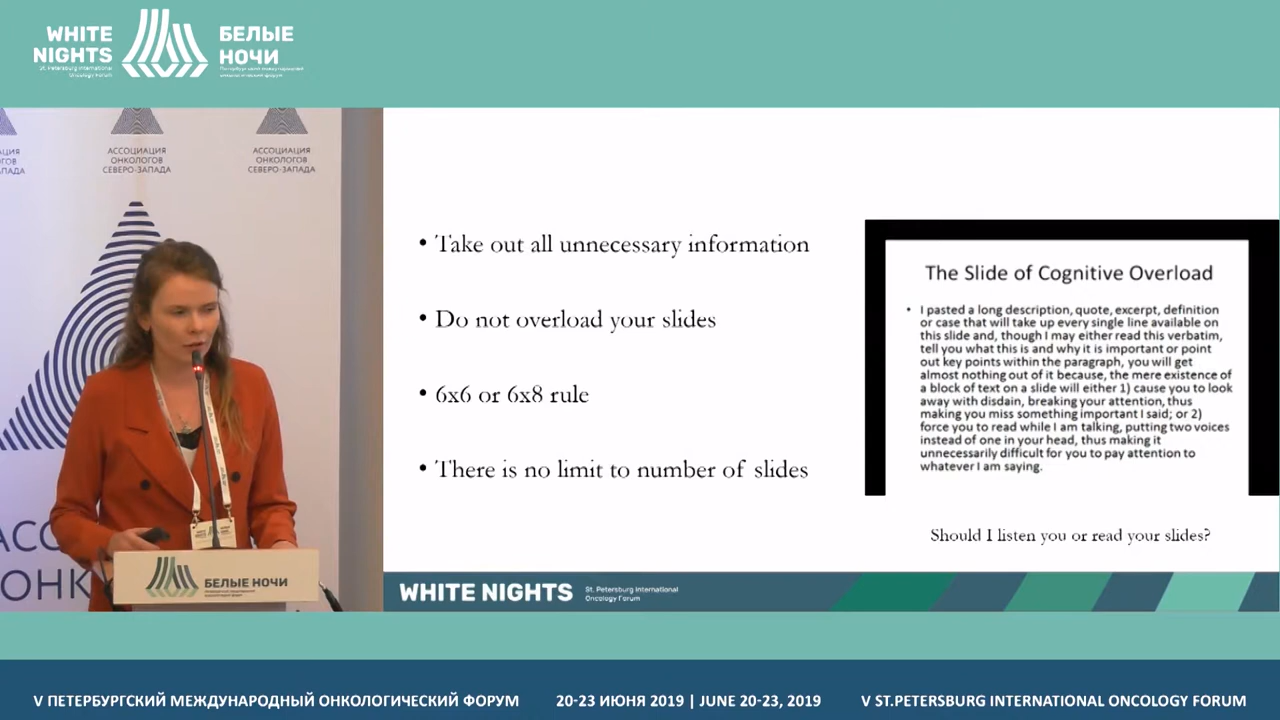 WHITE
NIGHTS
St. Petersburg International
Oncology Forum
БЕЛЫЕ
НОЧИ
Петербургский международный
онкологический форум
АССОЦИАЦИЯ
ОНКОЛОГОВ
СЕВЕРО-ЗАПАДА
АССОЦИАЦИЯ
ОНКОЛОГОВ
СЕВЕРО-ЗАПАДА
БЕЛЫЕ НОЧИ
• Take out all unnecessary information
• Do not overload your slides
• 6x6 or 6x8 rule
• There is no limit to number of slides
The Slide of Cognitive Overload
• I pasted a long description, quote, excerpt, definition
or case that will take up every single line available on
this slide and, though I may either read this verbatim,
tell you what this is and why it is important or point
out key points within the paragraph, you will get
almost nothing out of it because, the mere existence of
a block of text on a slide will either 1) cause you to look
away with disdain, breaking your attention, thus
making you miss something important I said; or 2)
force you to read while I am talking, putting two voices
instead of one in your head, thus making it
unnecessarily difficult for you to pay attention to
whatever I am saying.
Should I listen you or read your slides?
WHITE NIGHTS
St. Petersburg International
Oncology Forum
V ПЕТЕРБУРГСКИЙ МЕЖДУНАРОДНЫЙ ОНКОЛОГИЧЕСКИЙ ФОРУМ
20-23 ИЮНЯ 2019 | JUNE 20-23, 2019
V ST.PETERSBURG INTERNATIONAL ONCOLOGY FORUM